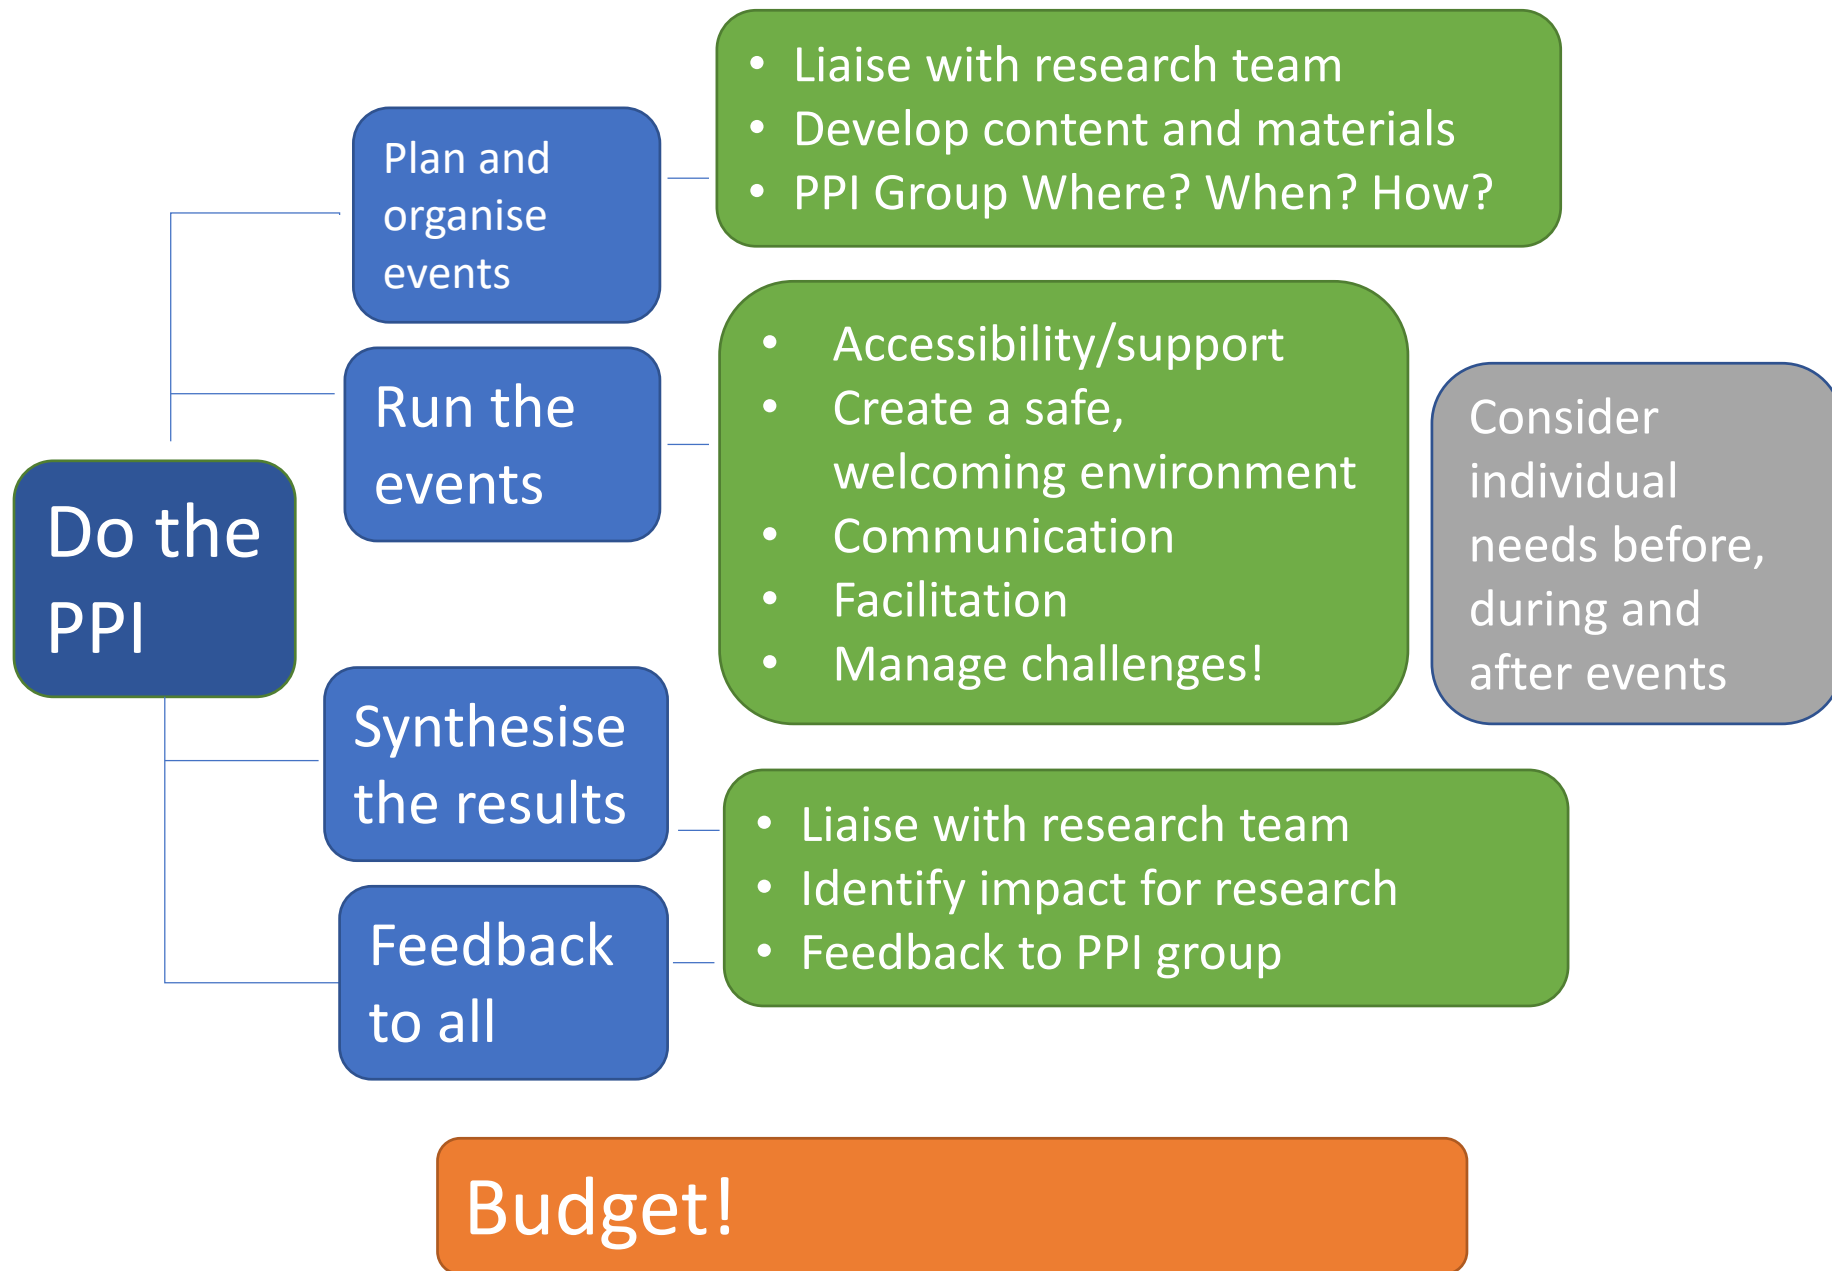 Do the
PPI
Plan and
organise
events
• Liaise with research team
• Develop content and materials
• PPI Group Where? When? How?
Run the
events
• Accessibility/support
• Create a safe,
welcoming environment
• Communication
• Facilitation
• Manage challenges!
Consider
individual
needs before,
during and
after events
Synthesise
the results
Feedback
to all
• Liaise with research team
• Identify impact for research
• Feedback to PPI group
Budget!